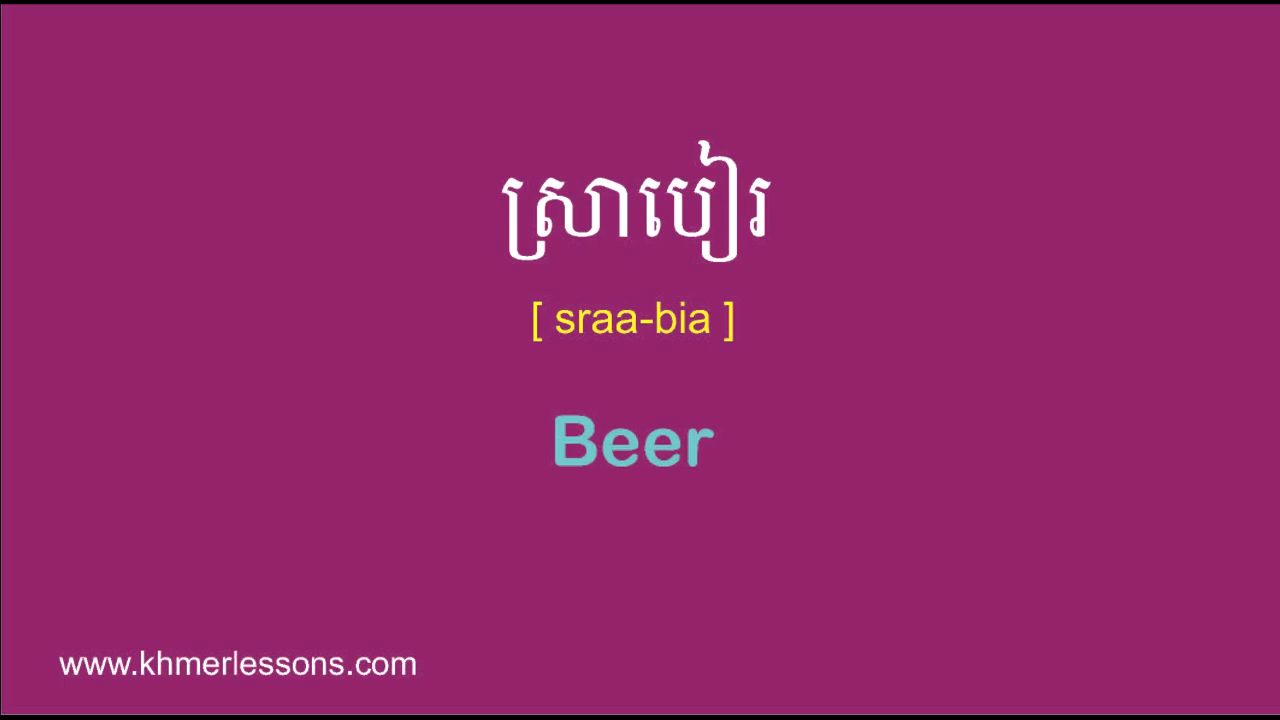 ស្រាបៀរ
[ sraa-bia ]
Beer
www.khmerlessons.com